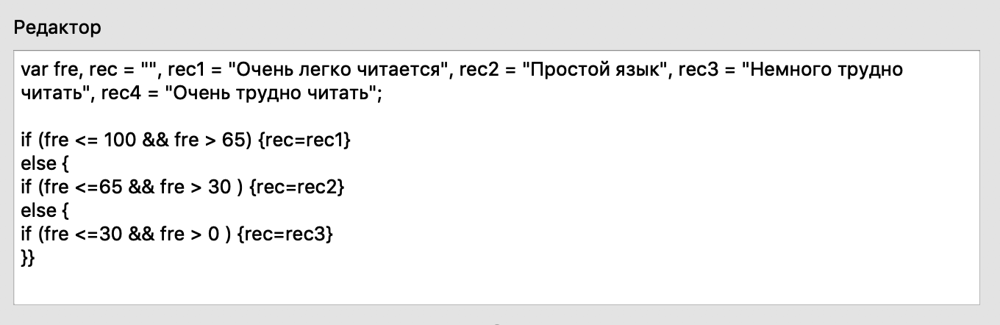 Редактор
var fre, rec = "", rec1 = "Очень легко читается", rec2 = "Простой язык", rec3 = "Немного трудно
читать", rec4 = "Очень трудно читать";
if (fre <= 100 && fre > 65) {rec=rec1}
else {
if (fre <=65 && fre > 30 ) {rec=rec2}
else {
if (fre <=30 && fre > 0 ) {rec=rec3}
}}